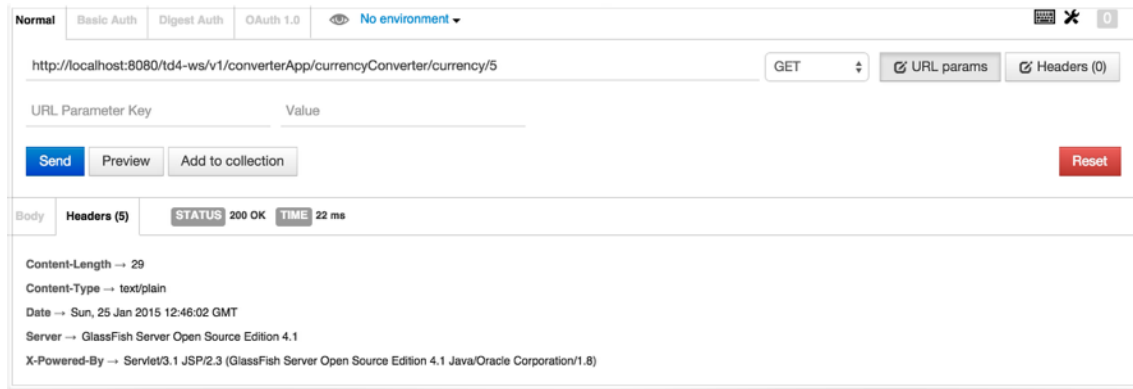 Normal Basic Auth Digest Auth OAuth 1.0 No environment 0
http://localhost:8080/td4-ws/v1/converterApp/currencyConverter/currency/5 GET URL params Headers (0)
URL Parameter Key Value
Send Preview Add to collection Reset
Body Headers (5) STATUS 200 OK TIME 22 ms
Content-Length → 29
Content-Type → text/plain
Date → Sun, 25 Jan 2015 12:46:02 GMT
Server → GlassFish Server Open Source Edition 4.1
X-Powered-By → Servlet/3.1 JSP/2.3 (GlassFish Server Open Source Edition 4.1 Java/Oracle Corporation/1.8)